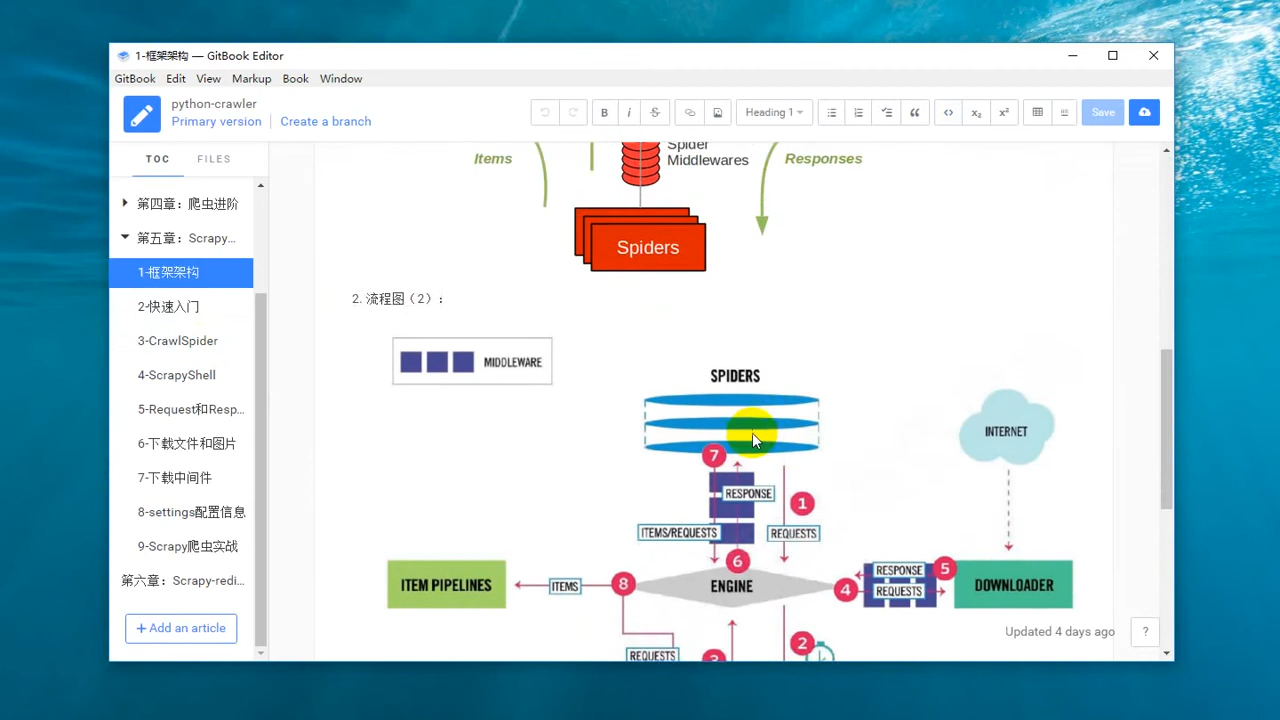 1-框架架构 — GitBook Editor
GitBook Edit View Markup Book Window
python-crawler
Primary version Create a branch
B i S Heading 1 “ <> x₂ x² Save
TOC FILES
第四章：爬虫进阶
第五章：Scrapy...
1-框架架构
2-快速入门
3-CrawlSpider
4-ScrapyShell
5-Request和Resp...
6-下载文件和图片
7-下载中间件
8-settings配置信息
9-Scrapy爬虫实战
第六章：Scrapy-redi...
+ Add an article
Items
Spider
Middlewares
Responses
Spiders
2. 流程图（2）：
MIDDLEWARE
SPIDERS
INTERNET
7
RESPONSE
1
ITEMS/REQUESTS
REQUESTS
6
ITEM PIPELINES
ITEMS
8
ENGINE
4
RESPONSE
REQUESTS
5
DOWNLOADER
REQUESTS
3
2
Updated 4 days ago
?